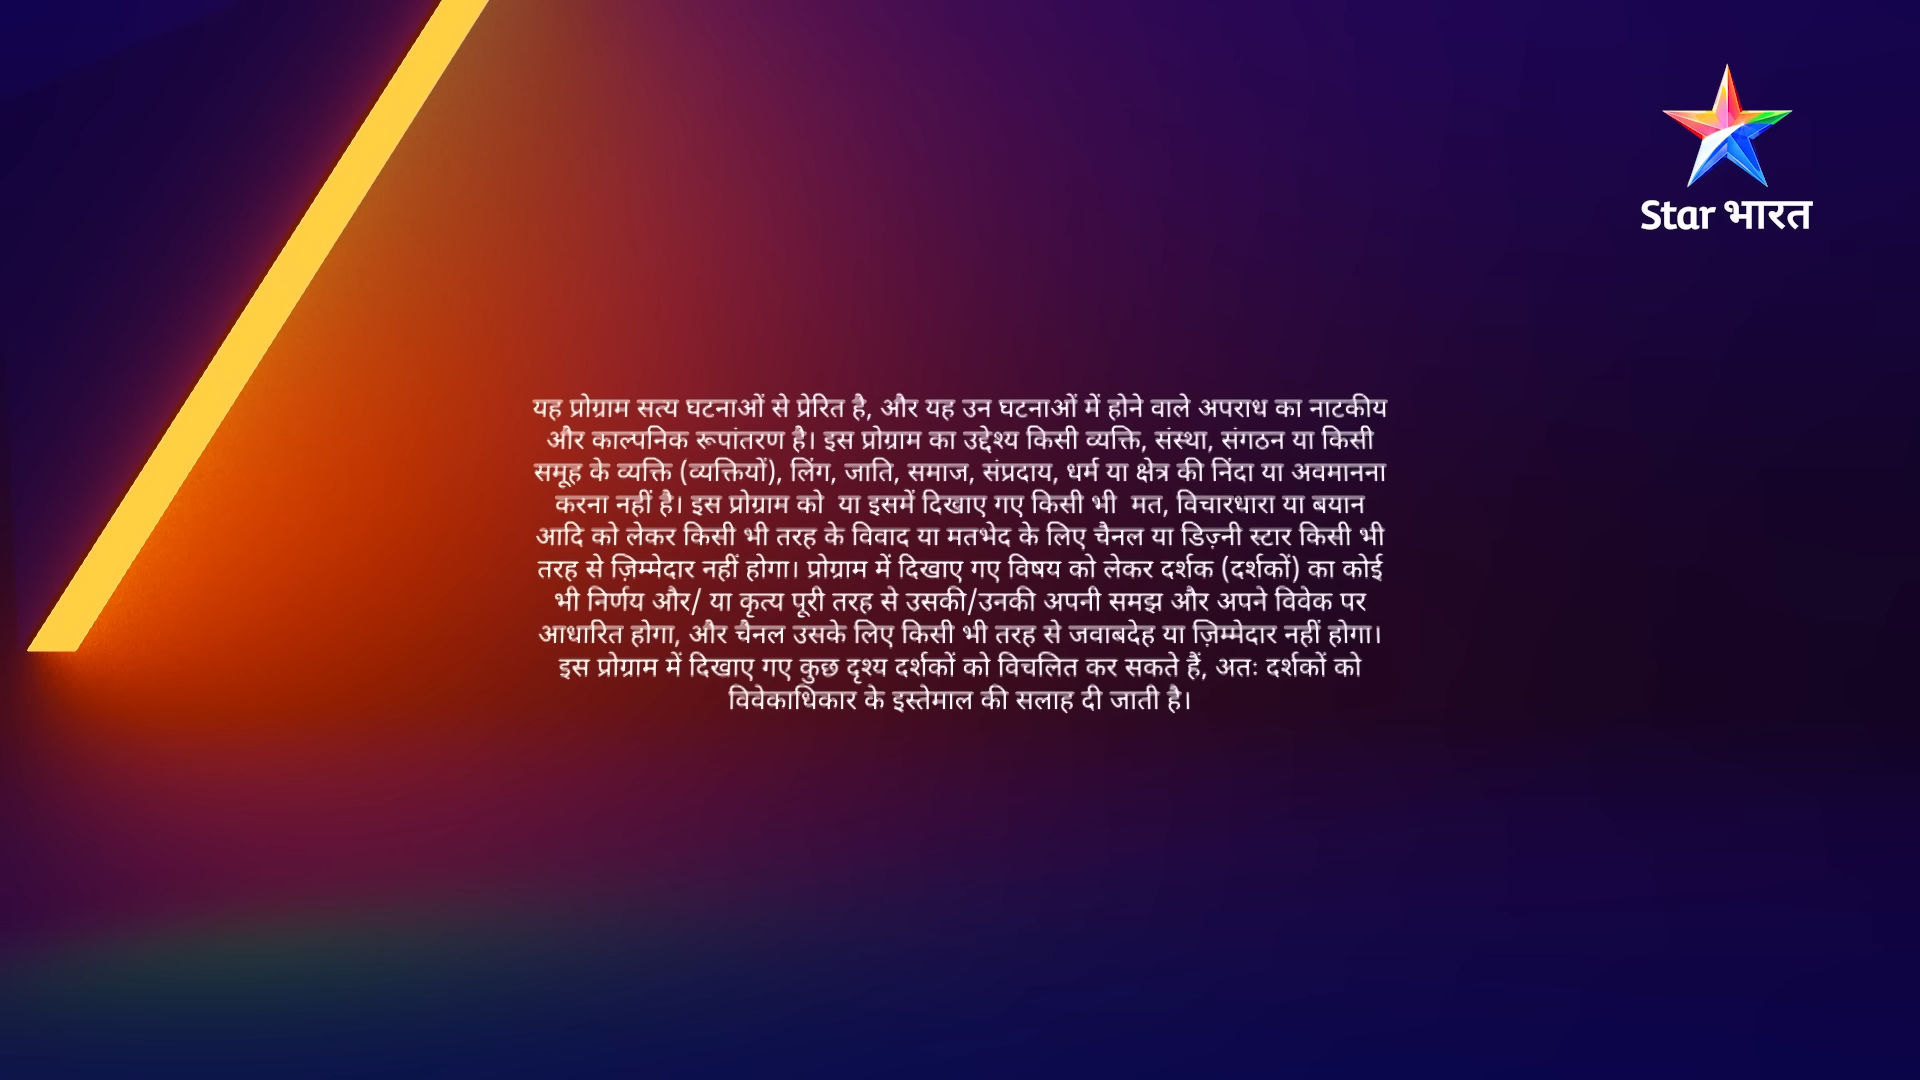 Star भारत
यह प्रोग्राम सत्य घटनाओं से प्रेरित है, और यह उन घटनाओं में होने वाले अपराध का नाटकीय
और काल्पनिक रूपांतरण है। इस प्रोग्राम का उद्देश्य किसी व्यक्ति, संस्था, संगठन या किसी
समूह के व्यक्ति (व्यक्तियों), लिंग, जाति, समाज, संप्रदाय, धर्म या क्षेत्र की निंदा या अवमानना
करना नहीं है। इस प्रोग्राम को या इसमें दिखाए गए किसी भी मत, विचारधारा या बयान
आदि को लेकर किसी भी तरह के विवाद या मतभेद के लिए चैनल या डिज़्नी स्टार किसी भी
तरह से ज़िम्मेदार नहीं होगा। प्रोग्राम में दिखाए गए विषय को लेकर दर्शक (दर्शकों) का कोई
भी निर्णय और/ या कृत्य पूरी तरह से उसकी/उनकी अपनी समझ और अपने विवेक पर
आधारित होगा, और चैनल उसके लिए किसी भी तरह से जवाबदेह या ज़िम्मेदार नहीं होगा।
इस प्रोग्राम में दिखाए गए कुछ दृश्य दर्शकों को विचलित कर सकते हैं, अतः दर्शकों को
विवेकाधिकार के इस्तेमाल की सलाह दी जाती है।